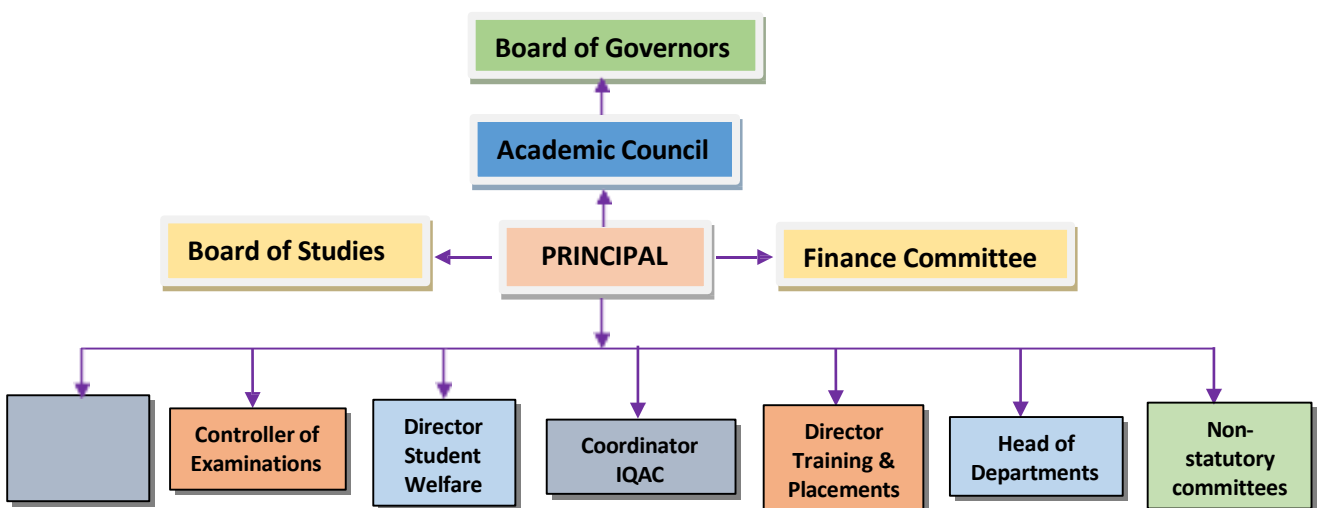 Board of Governors
Academic Council
Board of Studies
PRINCIPAL
Finance Committee
Controller of
Examinations
Director
Student
Welfare
Coordinator
IQAC
Director
Training &
Placements
Head of
Departments
Non-
statutory
committees